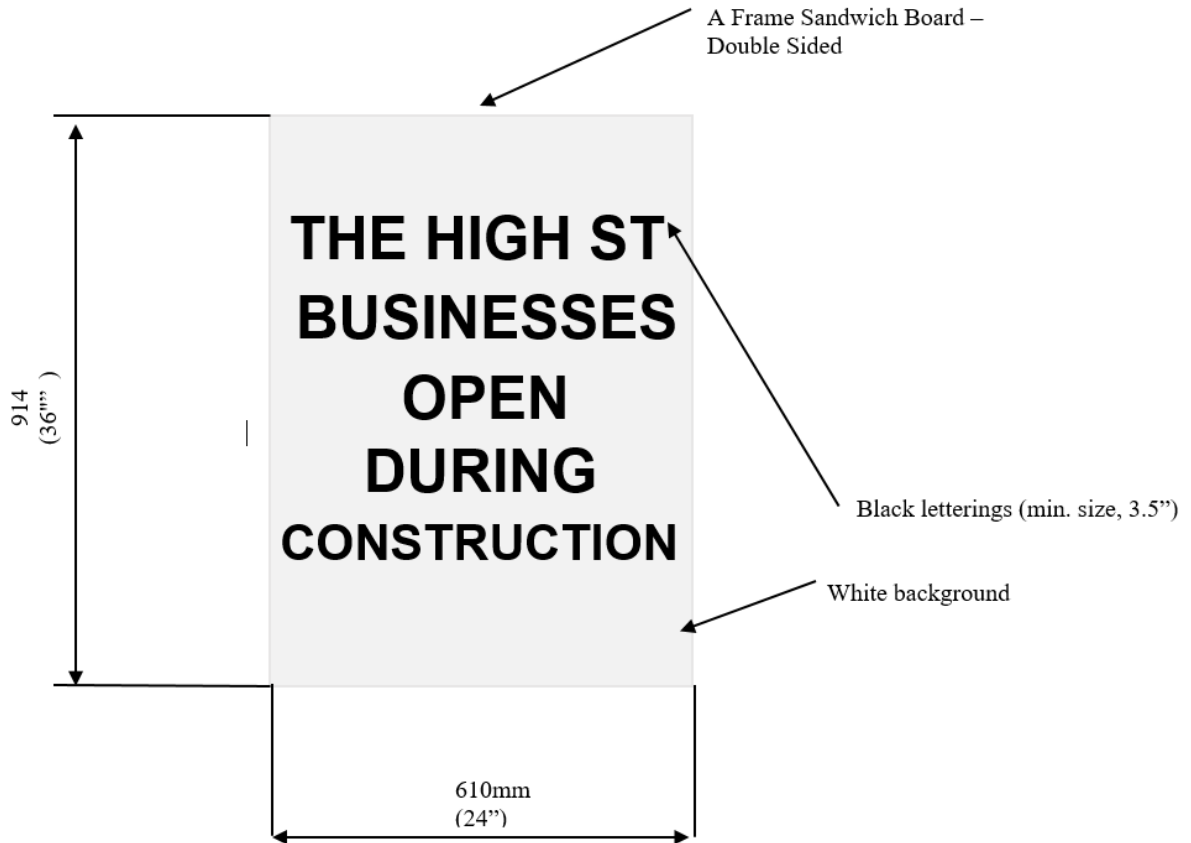 A Frame Sandwich Board –
Double Sided
THE HIGH ST
BUSINESSES
OPEN
DURING
CONSTRUCTION
914
(36"” )
Black letterings (min. size, 3.5”)
White background
610mm
(24”)